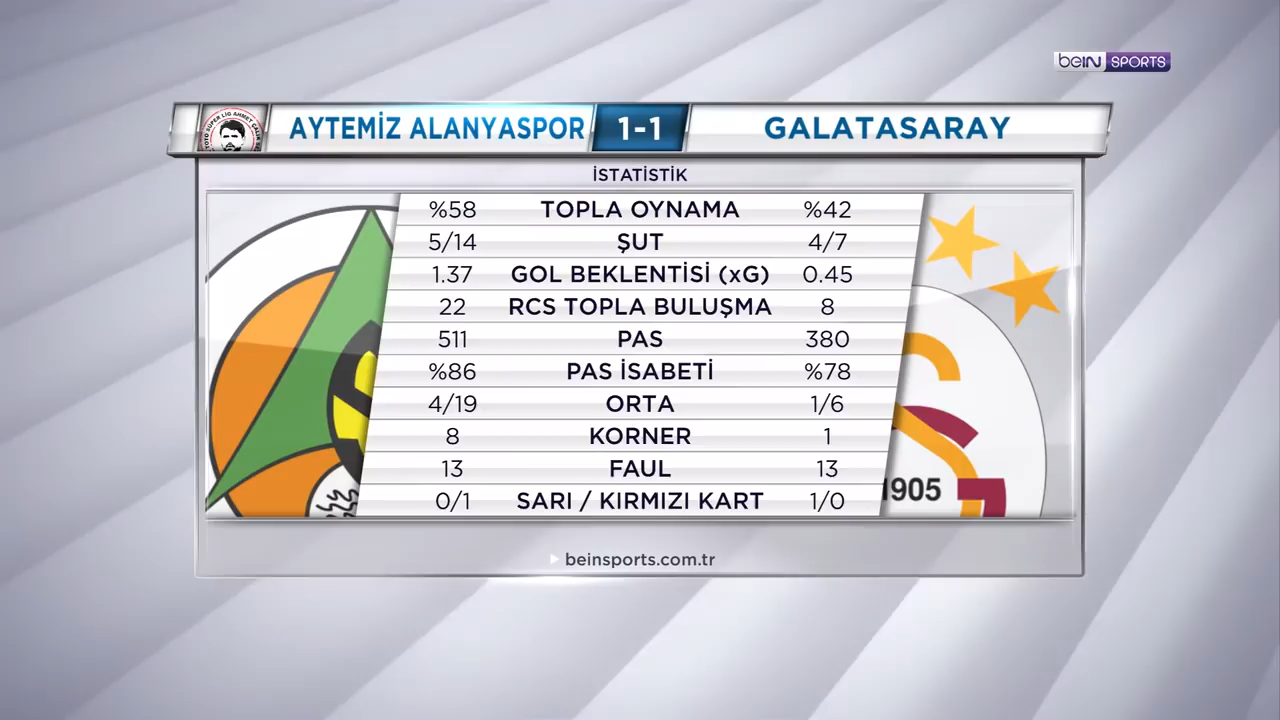 beIN SPORTS
AYTEMİZ ALANYASPOR 1-1 GALATASARAY
İSTATİSTİK
%58 TOPLA OYNAMA %42
5/14 ŞUT 4/7
1.37 GOL BEKLENTİSİ (xG) 0.45
22 RCS TOPLA BULUŞMA 8
511 PAS 380
%86 PAS İSABETİ %78
4/19 ORTA 1/6
8 KORNER 1
13 FAUL 13
0/1 SARI / KIRMIZI KART 1/0
1905
beinsports.com.tr